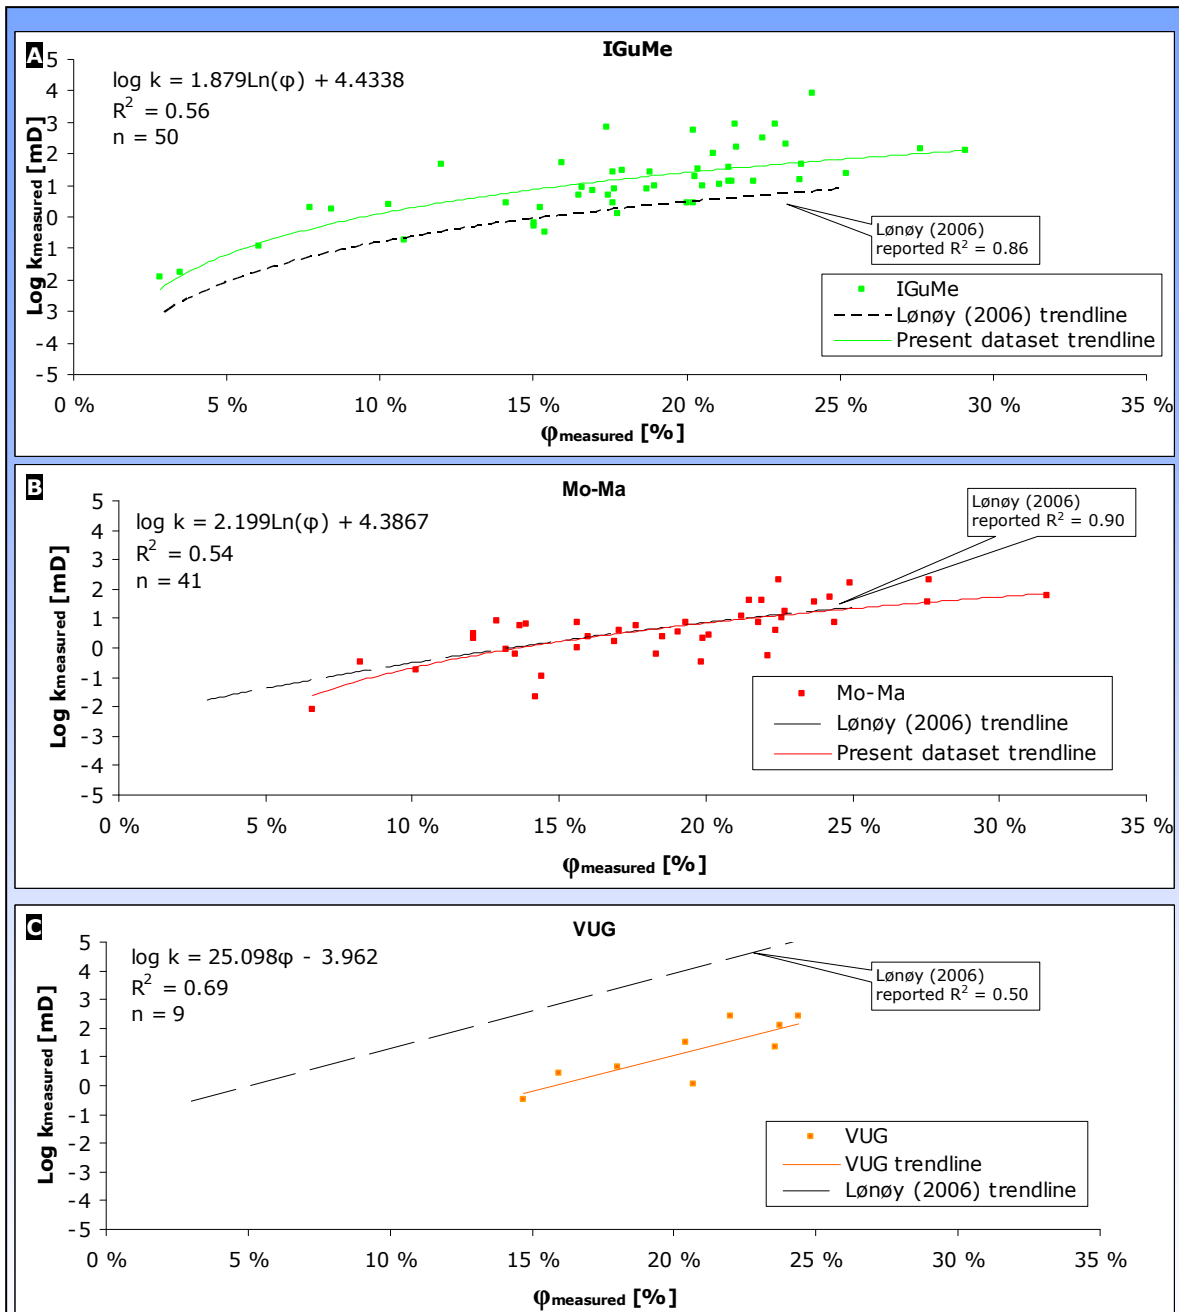 A
IGuMe
log k = 1.879Ln(φ) + 4.4338
R² = 0.56
n = 50
5
4
3
2
1
0
-1
-2
-3
-4
-5
Log kmeasured [mD]
Lønøy (2006)
reported R² = 0.86
IGuMe
Lønøy (2006) trendline
Present dataset trendline
0 % 5 % 10 % 15 % 20 % 25 % 30 % 35 %
φmeasured [%]
B
Mo-Ma
log k = 2.199Ln(φ) + 4.3867
R² = 0.54
n = 41
5
4
3
2
1
0
-1
-2
-3
-4
-5
Log kmeasured [mD]
Lønøy (2006)
reported R² = 0.90
Mo-Ma
Lønøy (2006) trendline
Present dataset trendline
0 % 5 % 10 % 15 % 20 % 25 % 30 % 35 %
φmeasured [%]
C
VUG
log k = 25.098φ - 3.962
R² = 0.69
n = 9
5
4
3
2
1
0
-1
-2
-3
-4
-5
Log kmeasured [mD]
Lønøy (2006)
reported R² = 0.50
VUG
VUG trendline
Lønøy (2006) trendline
0 % 5 % 10 % 15 % 20 % 25 % 30 % 35 %
φmeasured [%]